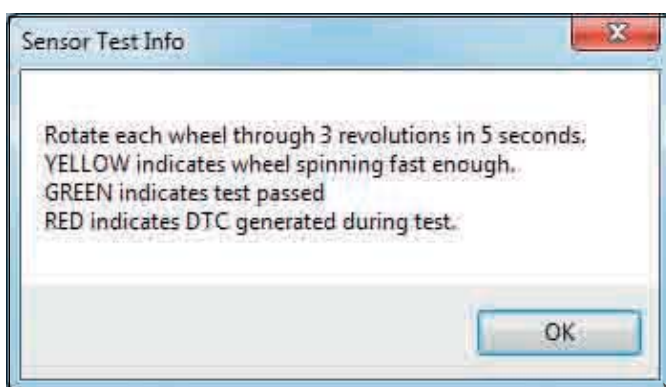 Sensor Test Info
Rotate each wheel through 3 revolutions in 5 seconds.
YELLOW indicates wheel spinning fast enough.
GREEN indicates test passed
RED indicates DTC generated during test.
OK